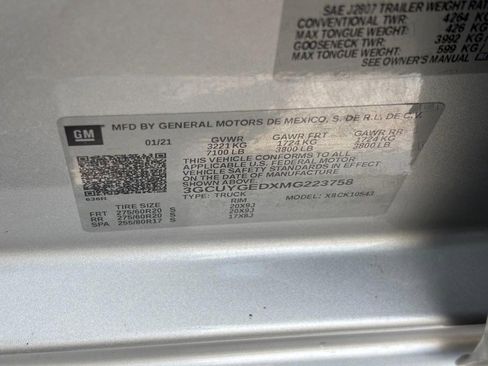 SAE J2807 TRAILER WEIGHT RA
CONVENTIONAL TWR: 4264 KG
MAX TONGUE WEIGHT: 426 KG
GOOSENECK TWR: 3992 KG
MAX TONGUE WEIGHT: 599 KG
SEE OWNER'S MANUAL
GM MFD BY GENERAL MOTORS DE MEXICO, S. DE R.L. DE C.V.
01/21 GVWR GAWR FRT GAWR RR
3221 KG 1724 KG 1724 KG
7100 LB 3800 LB 3800 LB
THIS VEHICLE CONFORMS TO ALL
APPLICABLE U.S. FEDERAL MOTOR
VEHICLE SAFETY STANDARDS IN EFFECT
ON THE DATE OF MANUFACTURE
SHOWN ABOVE.
3GCUYGEDXMG223758
TYPE: TRUCK MODEL: XBCK10543
TIRE SIZE RIM
FRT 275/60R20 S 20X9J
RR 275/60R20 S 20X9J
SPA 255/80R17 S 17X8J